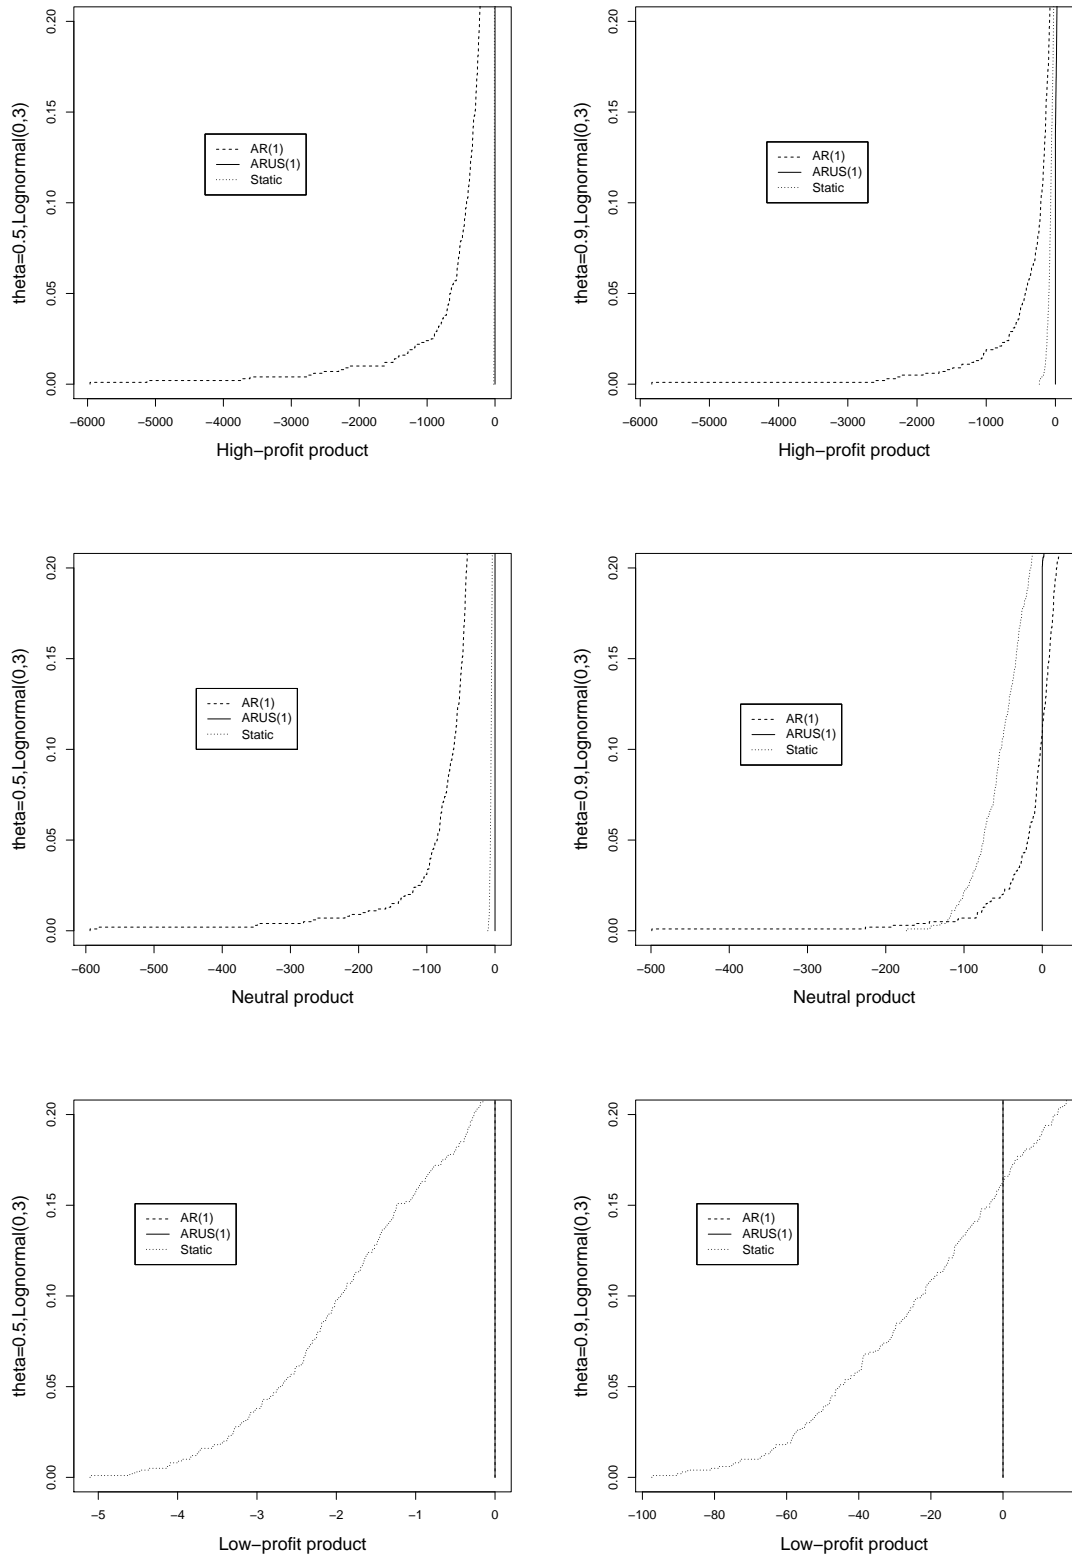 theta=0.5,Lognormal(0,3)
0.00 0.05 0.10 0.15 0.20
AR(1)
ARUS(1)
Static
−6000 −5000 −4000 −3000 −2000 −1000 0
High−profit product
theta=0.9,Lognormal(0,3)
0.00 0.05 0.10 0.15 0.20
AR(1)
ARUS(1)
Static
−6000 −5000 −4000 −3000 −2000 −1000 0
High−profit product
theta=0.5,Lognormal(0,3)
0.00 0.05 0.10 0.15 0.20
AR(1)
ARUS(1)
Static
−600 −500 −400 −300 −200 −100 0
Neutral product
theta=0.9,Lognormal(0,3)
0.00 0.05 0.10 0.15 0.20
AR(1)
ARUS(1)
Static
−500 −400 −300 −200 −100 0
Neutral product
theta=0.5,Lognormal(0,3)
0.00 0.05 0.10 0.15 0.20
AR(1)
ARUS(1)
Static
−5 −4 −3 −2 −1 0
Low−profit product
theta=0.9,Lognormal(0,3)
0.00 0.05 0.10 0.15 0.20
AR(1)
ARUS(1)
Static
−100 −80 −60 −40 −20 0
Low−profit product